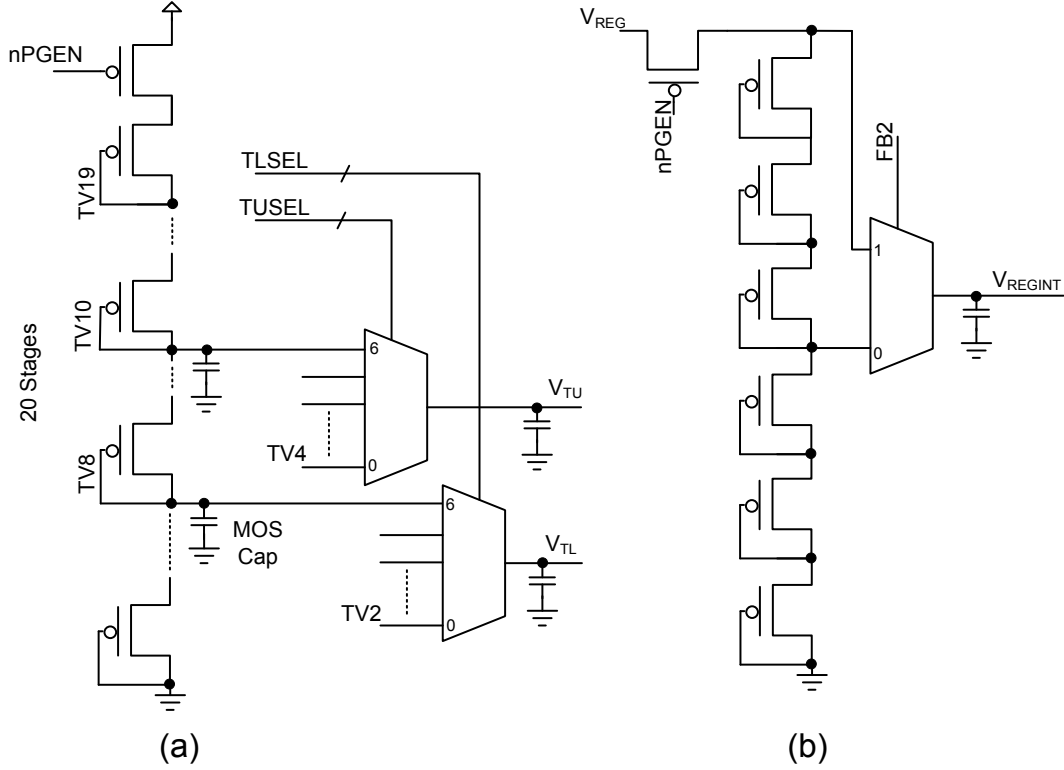 nPGEN
TV19
TLSEL
TUSEL
TV10
6
20 Stages
V_TU
TV4
0
TV8
6
MOS
Cap
V_TL
TV2
0
(a)
V_REG
nPGEN
FB2
1
V_REGINT
0
(b)